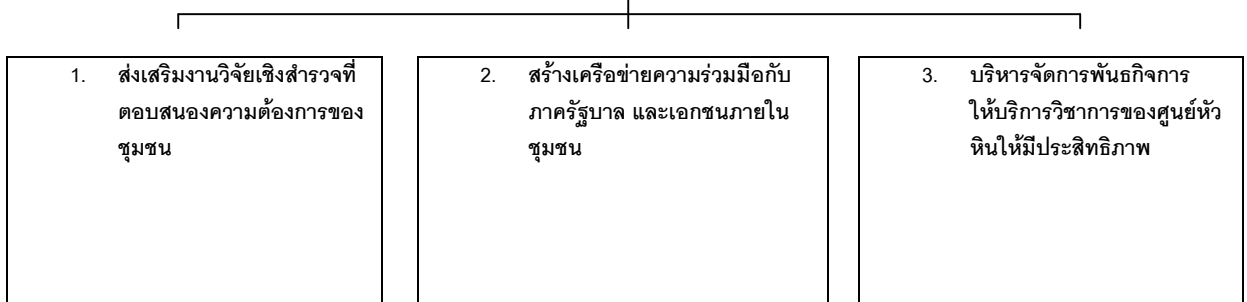 1. ส่งเสริมงานวิจัยเชิงสำรวจที่
ตอบสนองความต้องการของ
ชุมชน
2. สร้างเครือข่ายความร่วมมือกับ
ภาครัฐบาล และเอกชนภายใน
ชุมชน
3. บริหารจัดการพันธกิจการ
ให้บริการวิชาการของศูนย์หัว
หินให้มีประสิทธิภาพ